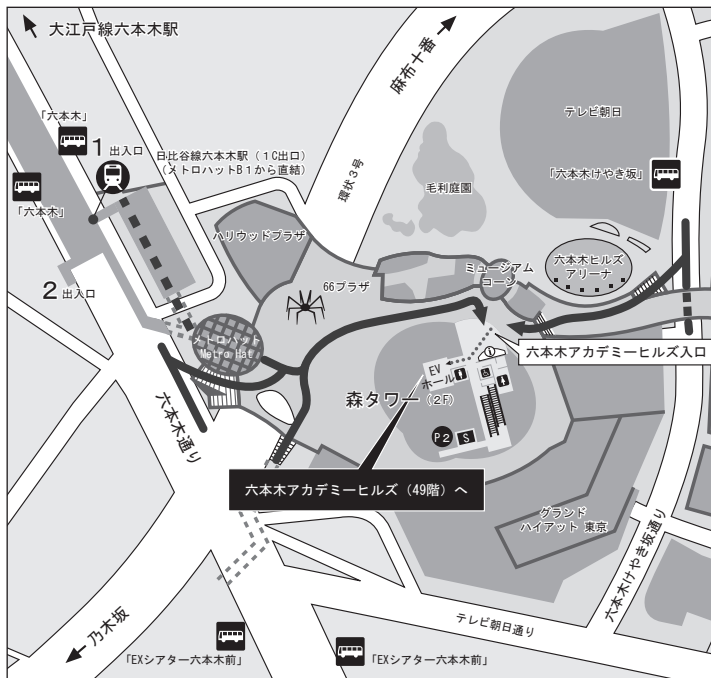 大江戸線六本木駅
麻布十番
テレビ朝日
「六本木」
1 出入口
日比谷線六本木駅（1C出口）
（メトロハットB1から直結）
「六本木」
環状3号
毛利庭園
「六本木けやき坂」
ハリウッドプラザ
ミュージアム
コーン
六本木ヒルズ
アリーナ
66プラザ
2 出入口
メトロハット
Metro Hat
六本木アカデミーヒルズ入口
EV
ホール
森タワー（2F）
六本木通り
P2
S
六本木アカデミーヒルズ（49階）へ
グランド
ハイアット 東京
六本木けやき坂通り
乃木坂
テレビ朝日通り
「EXシアター六本木前」
「EXシアター六本木前」